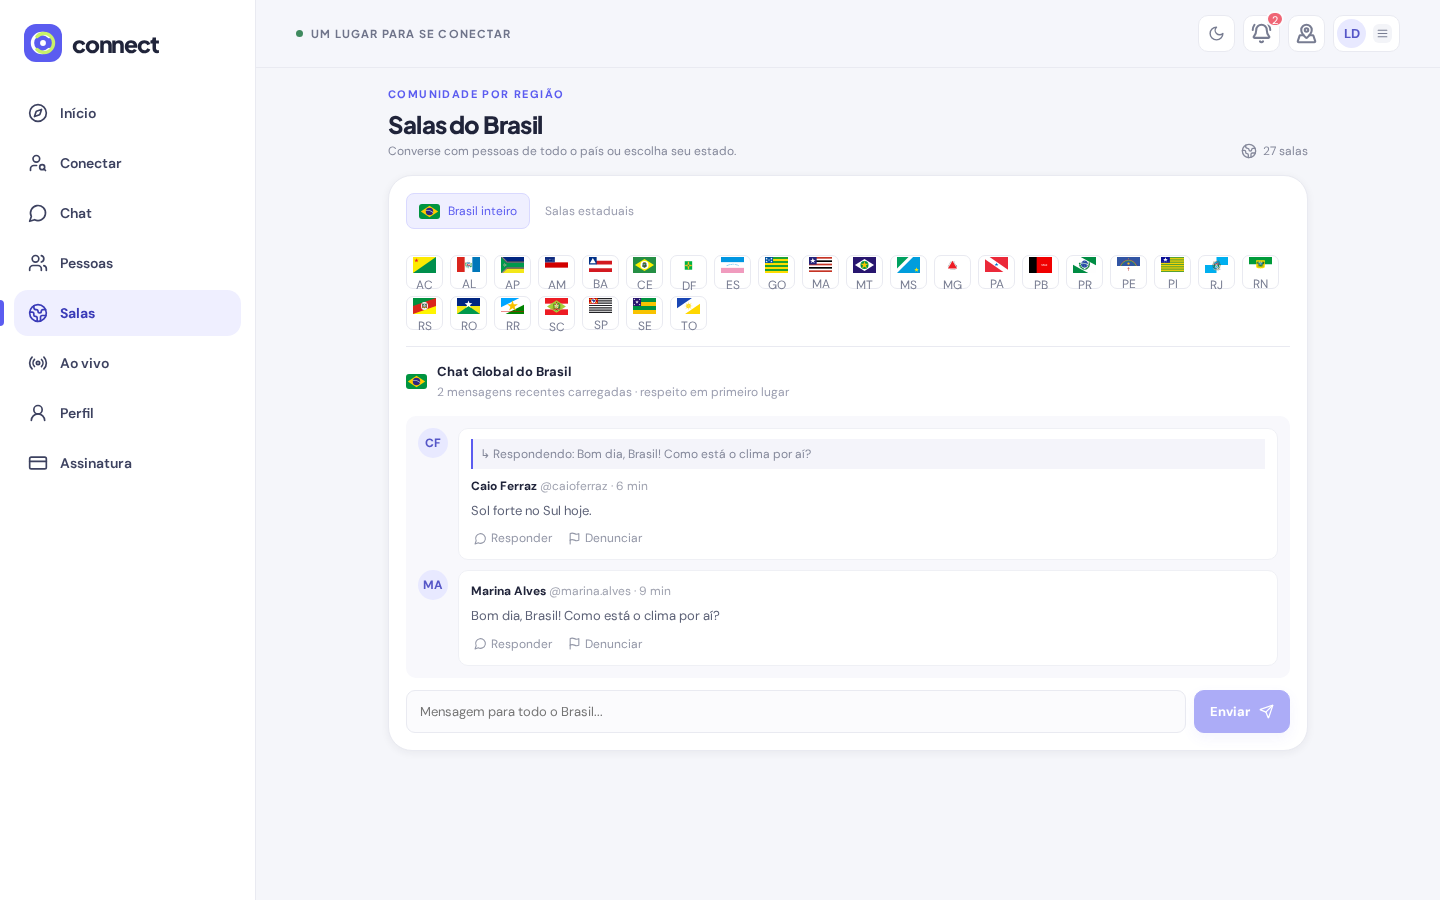 connect
UM LUGAR PARA SE CONECTAR
2
LD
Início
Conectar
Chat
Pessoas
Salas
Ao vivo
Perfil
Assinatura
COMUNIDADE POR REGIÃO
Salas do Brasil
Converse com pessoas de todo o país ou escolha seu estado.
27 salas
Brasil inteiro
Salas estaduais
AC AL AP AM BA CE DF ES GO MA MT MS MG PA PB PR PE PI RJ RN
RS RO RR SC SP SE TO
Chat Global do Brasil
2 mensagens recentes carregadas · respeito em primeiro lugar
CF
↳ Respondendo: Bom dia, Brasil! Como está o clima por aí?
Caio Ferraz @caioferraz · 6 min
Sol forte no Sul hoje.
Responder Denunciar
MA
Marina Alves @marina.alves · 9 min
Bom dia, Brasil! Como está o clima por aí?
Responder Denunciar
Mensagem para todo o Brasil...
Enviar